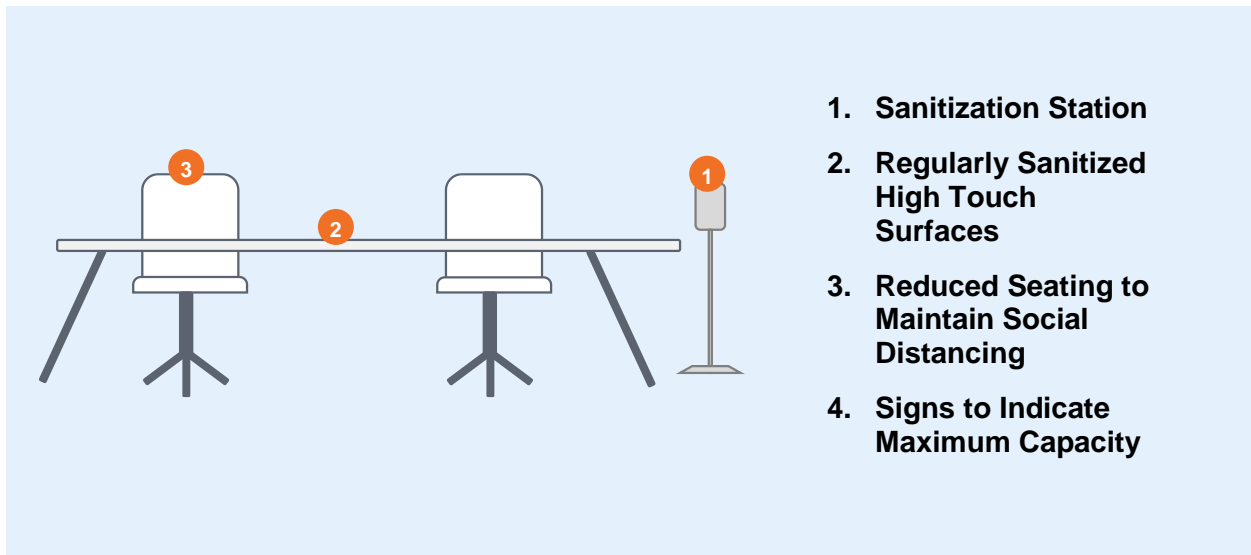 3
2
1
1. Sanitization Station
2. Regularly Sanitized
High Touch
Surfaces
3. Reduced Seating to
Maintain Social
Distancing
4. Signs to Indicate
Maximum Capacity